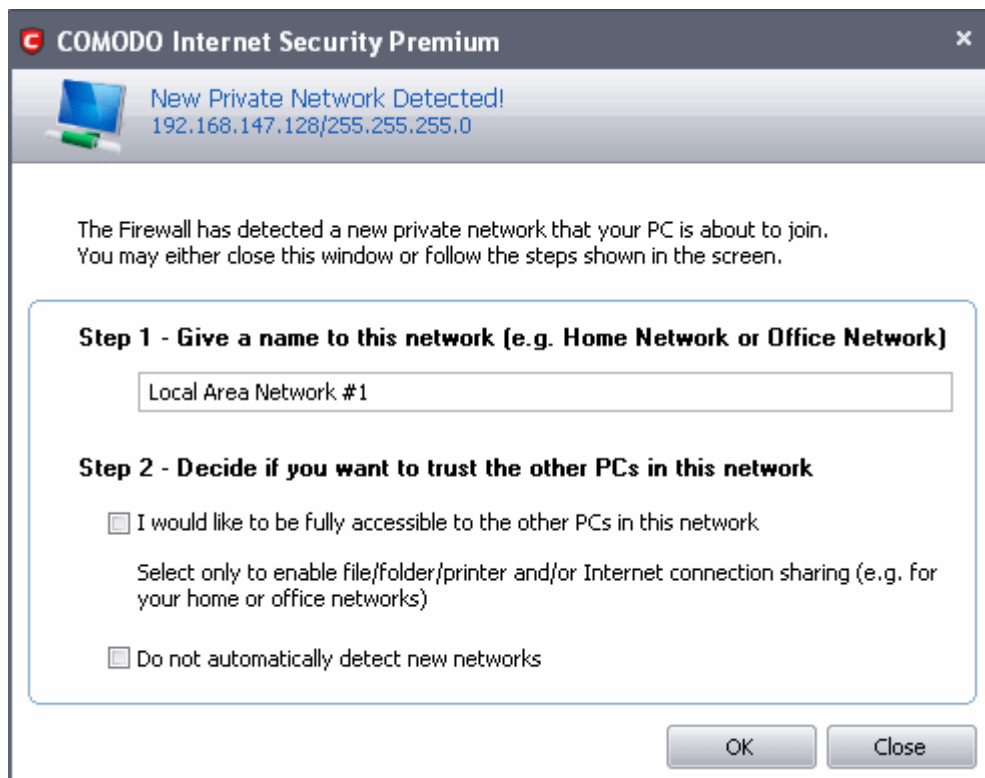 COMODO Internet Security Premium
New Private Network Detected!
192.168.147.128/255.255.255.0
The Firewall has detected a new private network that your PC is about to join.
You may either close this window or follow the steps shown in the screen.
Step 1 - Give a name to this network (e.g. Home Network or Office Network)
Local Area Network #1
Step 2 - Decide if you want to trust the other PCs in this network
I would like to be fully accessible to the other PCs in this network
Select only to enable file/folder/printer and/or Internet connection sharing (e.g. for
your home or office networks)
Do not automatically detect new networks
OK Close